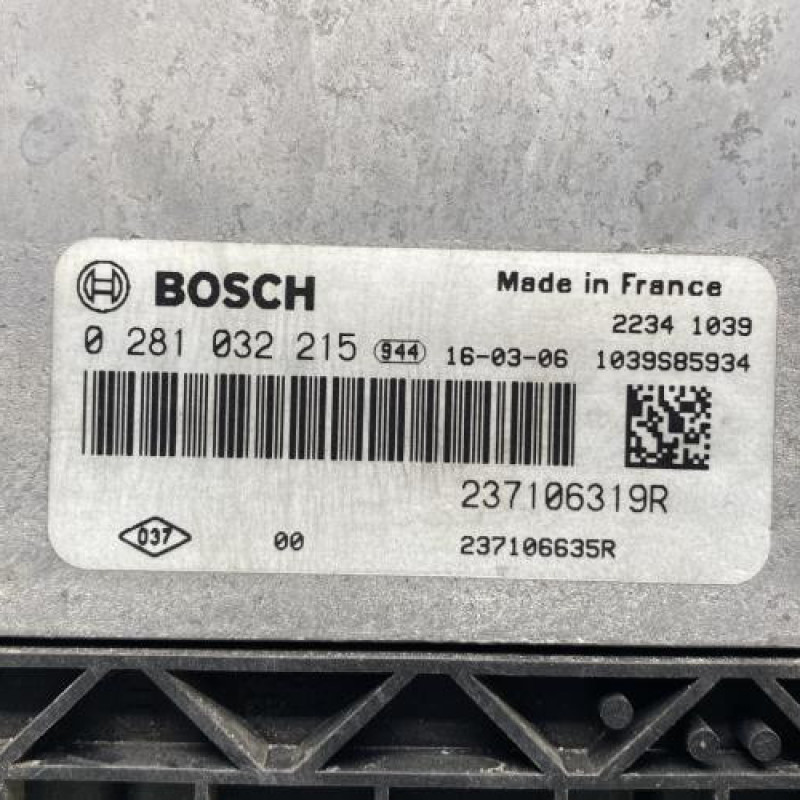 BOSCH
Made in France
2234 1039
0 281 032 215 944 16-03-06 1039S85934
237106319R
037 00 237106635R